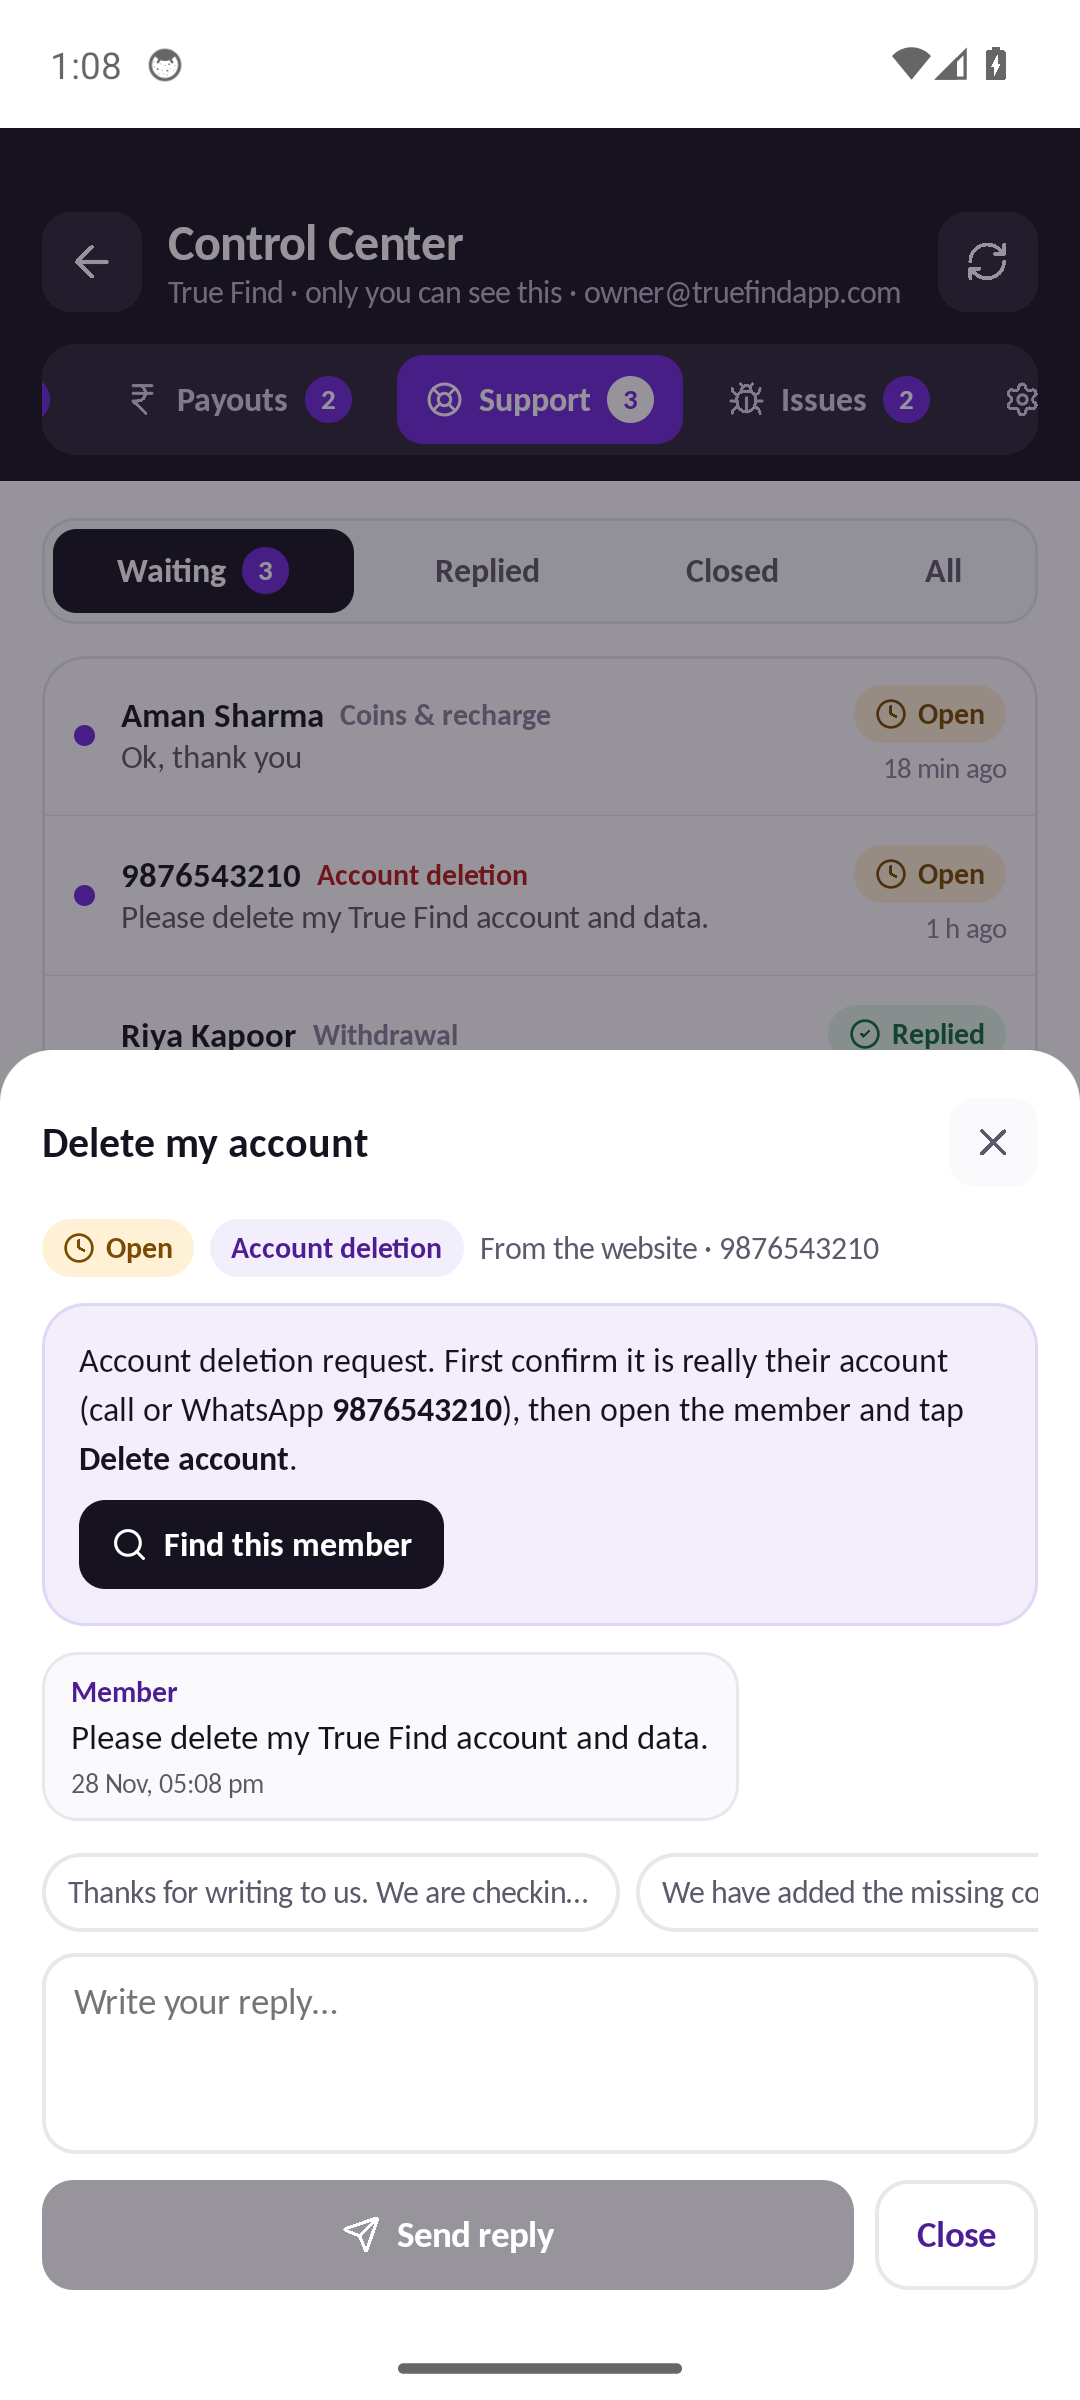 1:08
Control Center
True Find · only you can see this · owner@truefindapp.com
Payouts 2 Support 3 Issues 2
Waiting 3 Replied Closed All
Aman Sharma Coins & recharge Open
Ok, thank you
18 min ago
9876543210 Account deletion Open
Please delete my True Find account and data.
1 h ago
Riya Kapoor Withdrawal Replied
Delete my account
Open Account deletion From the website · 9876543210
Account deletion request. First confirm it is really their account
(call or WhatsApp 9876543210), then open the member and tap
Delete account.
Find this member
Member
Please delete my True Find account and data.
28 Nov, 05:08 pm
Thanks for writing to us. We are checkin... We have added the missing co
Write your reply...
Send reply Close